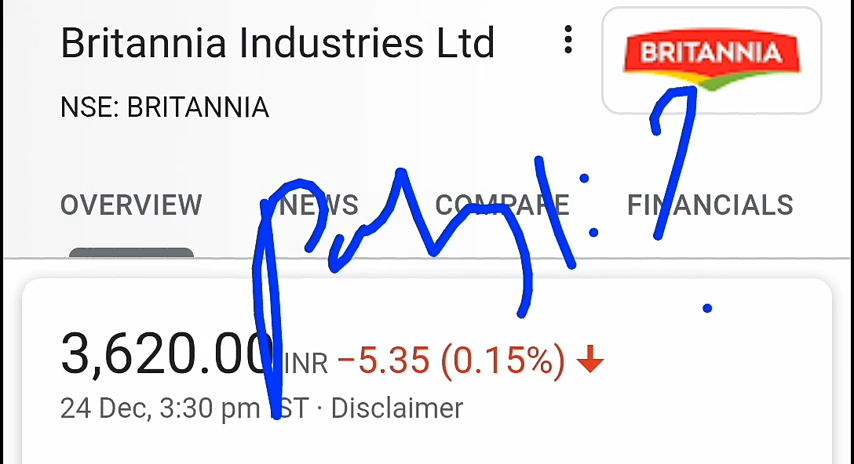 Britannia Industries Ltd
BRITANNIA
NSE: BRITANNIA
OVERVIEW NEWS COMPARE FINANCIALS
3,620.00 INR −5.35 (0.15%) ↓
24 Dec, 3:30 pm IST · Disclaimer